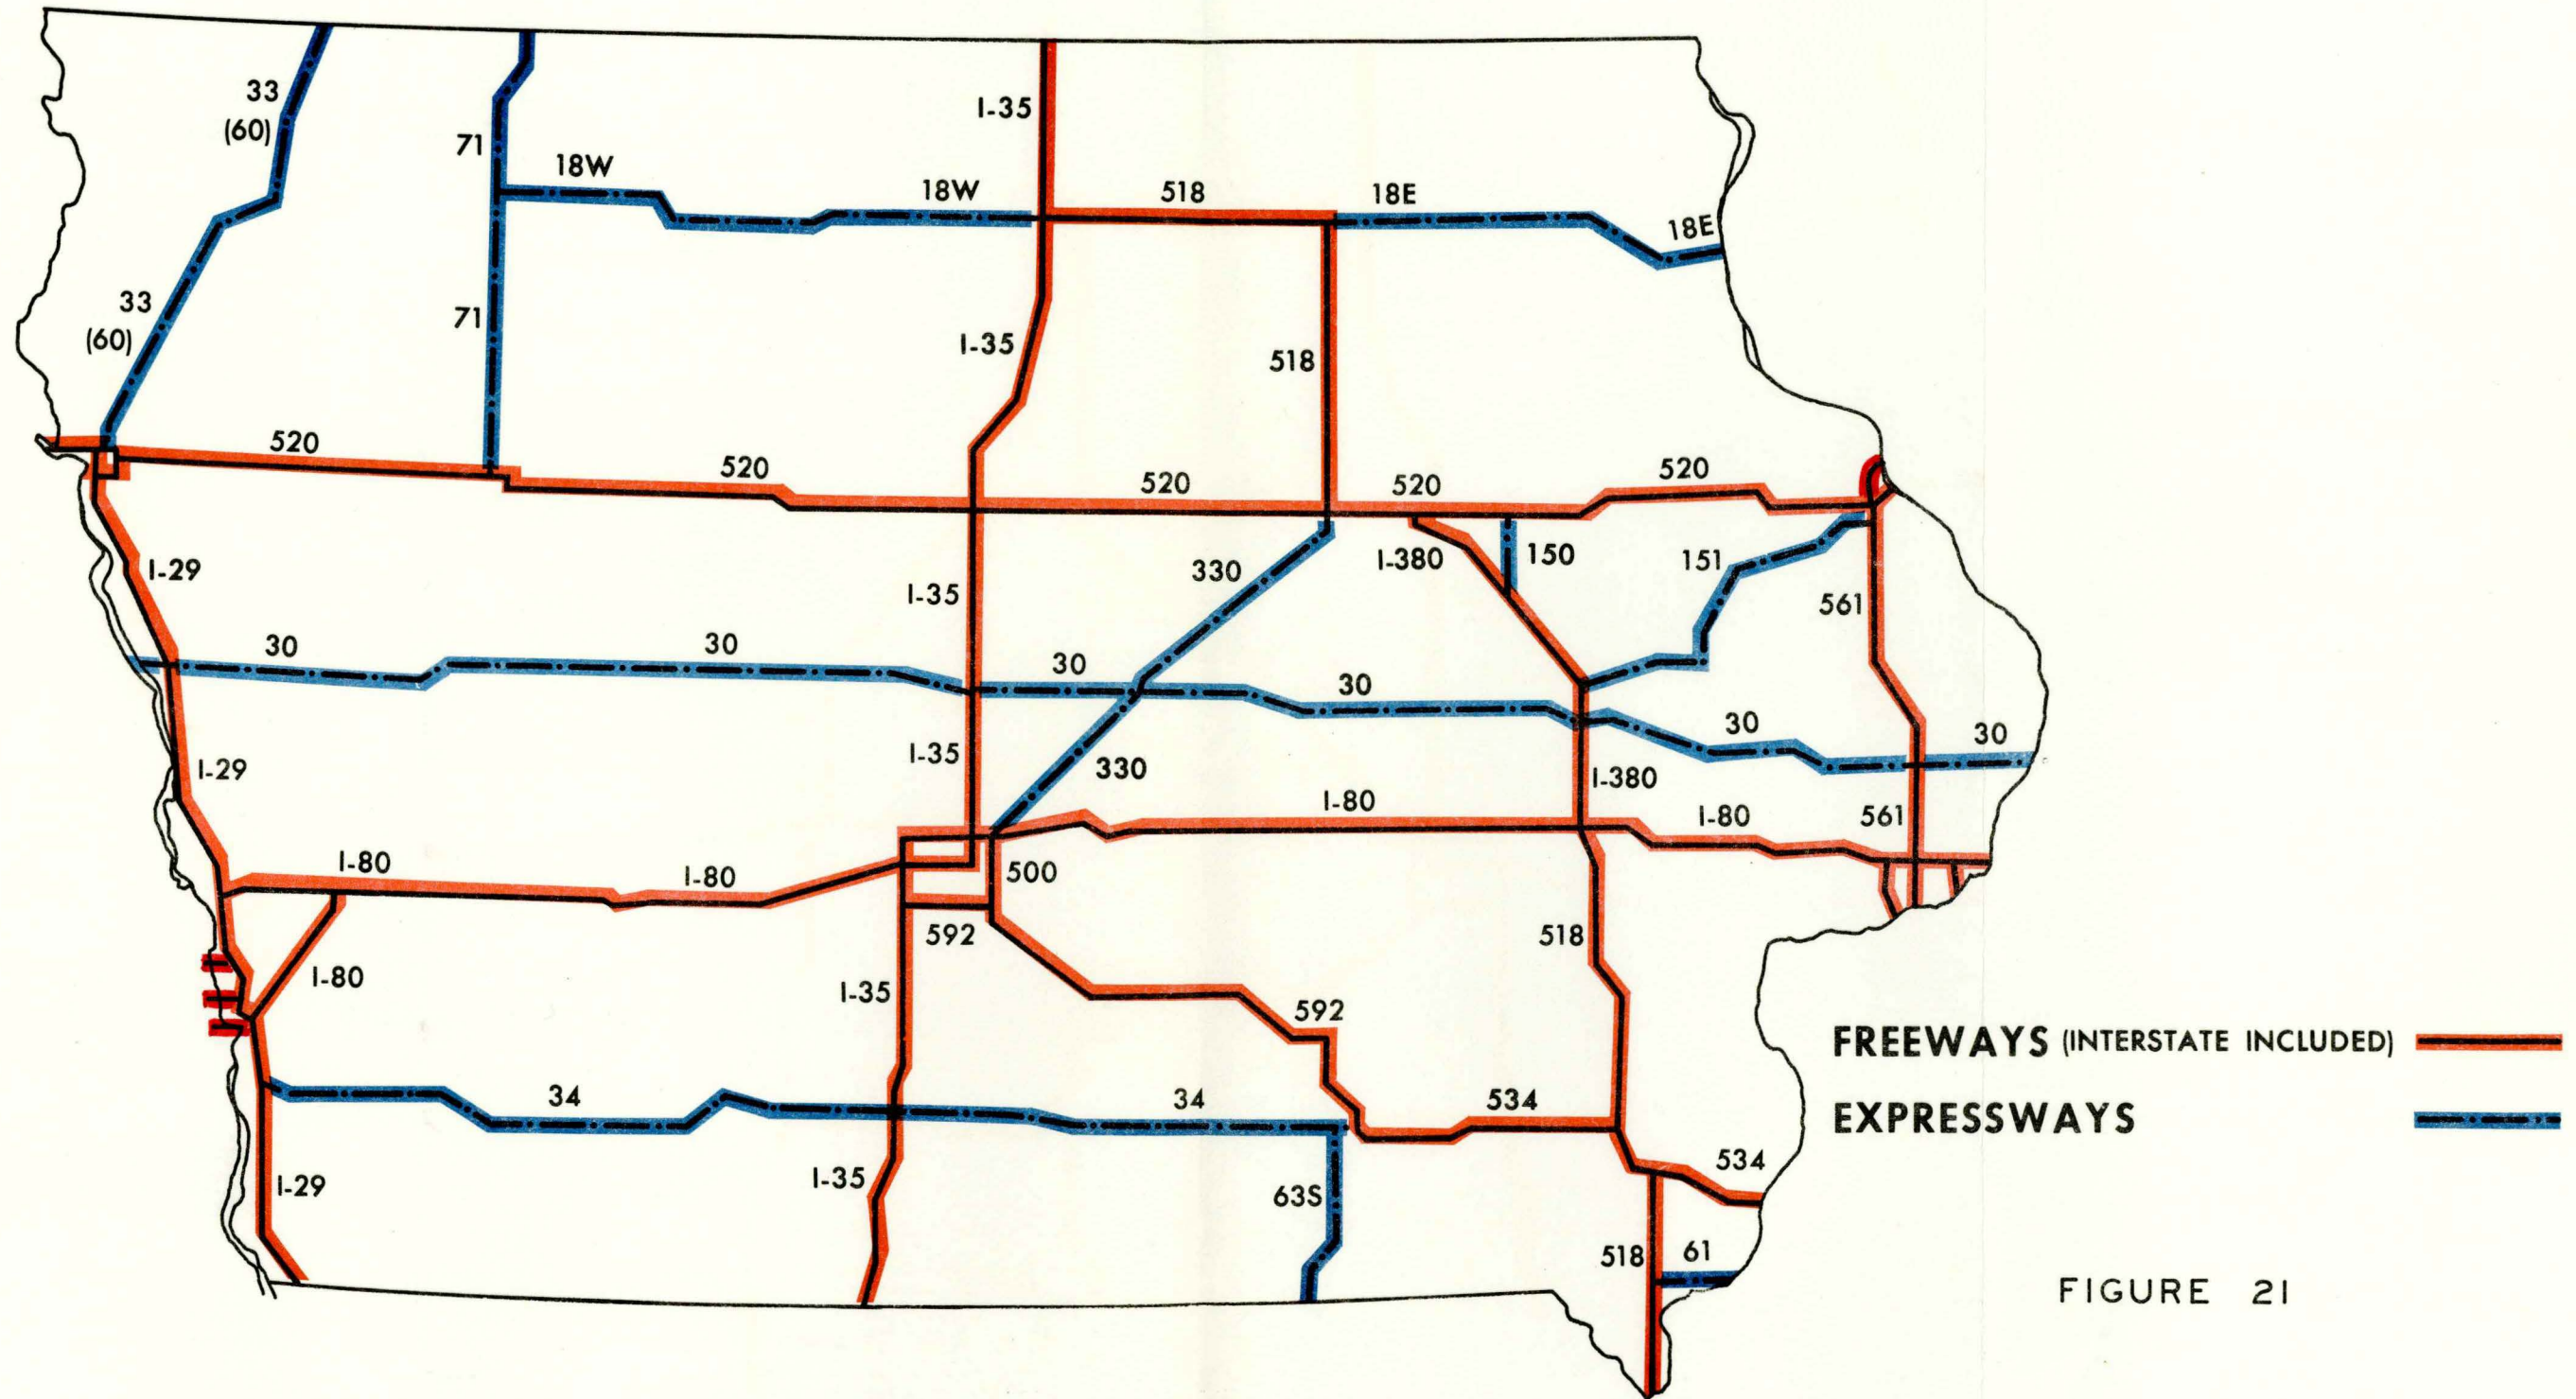 33
(60)
71
I-35
18W
18W
518
18E
18E
33
(60)
71
I-35
518
520
520
520
520
520
I-29
I-35
330
I-380
150
151
561
30
30
30
30
30
30
I-29
I-35
330
I-380
I-80
I-80
561
I-80
I-80
500
592
518
I-80
I-35
592
FREEWAYS (INTERSTATE INCLUDED)
34
34
534
EXPRESSWAYS
I-29
I-35
63S
534
518
61
FIGURE 21